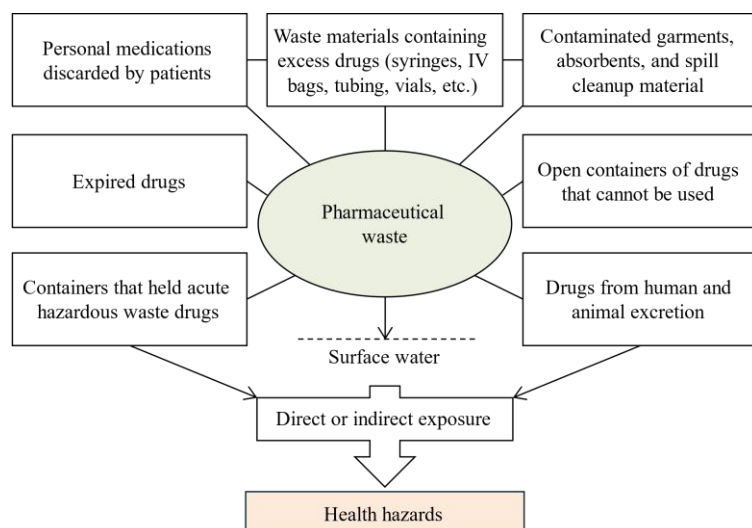 Personal medications
discarded by patients
Waste materials containing
excess drugs (syringes, IV
bags, tubing, vials, etc.)
Contaminated garments,
absorbents, and spill
cleanup material
Expired drugs
Pharmaceutical
waste
Open containers of drugs
that cannot be used
Containers that held acute
hazardous waste drugs
Drugs from human and
animal excretion
Surface water
Direct or indirect exposure
Health hazards